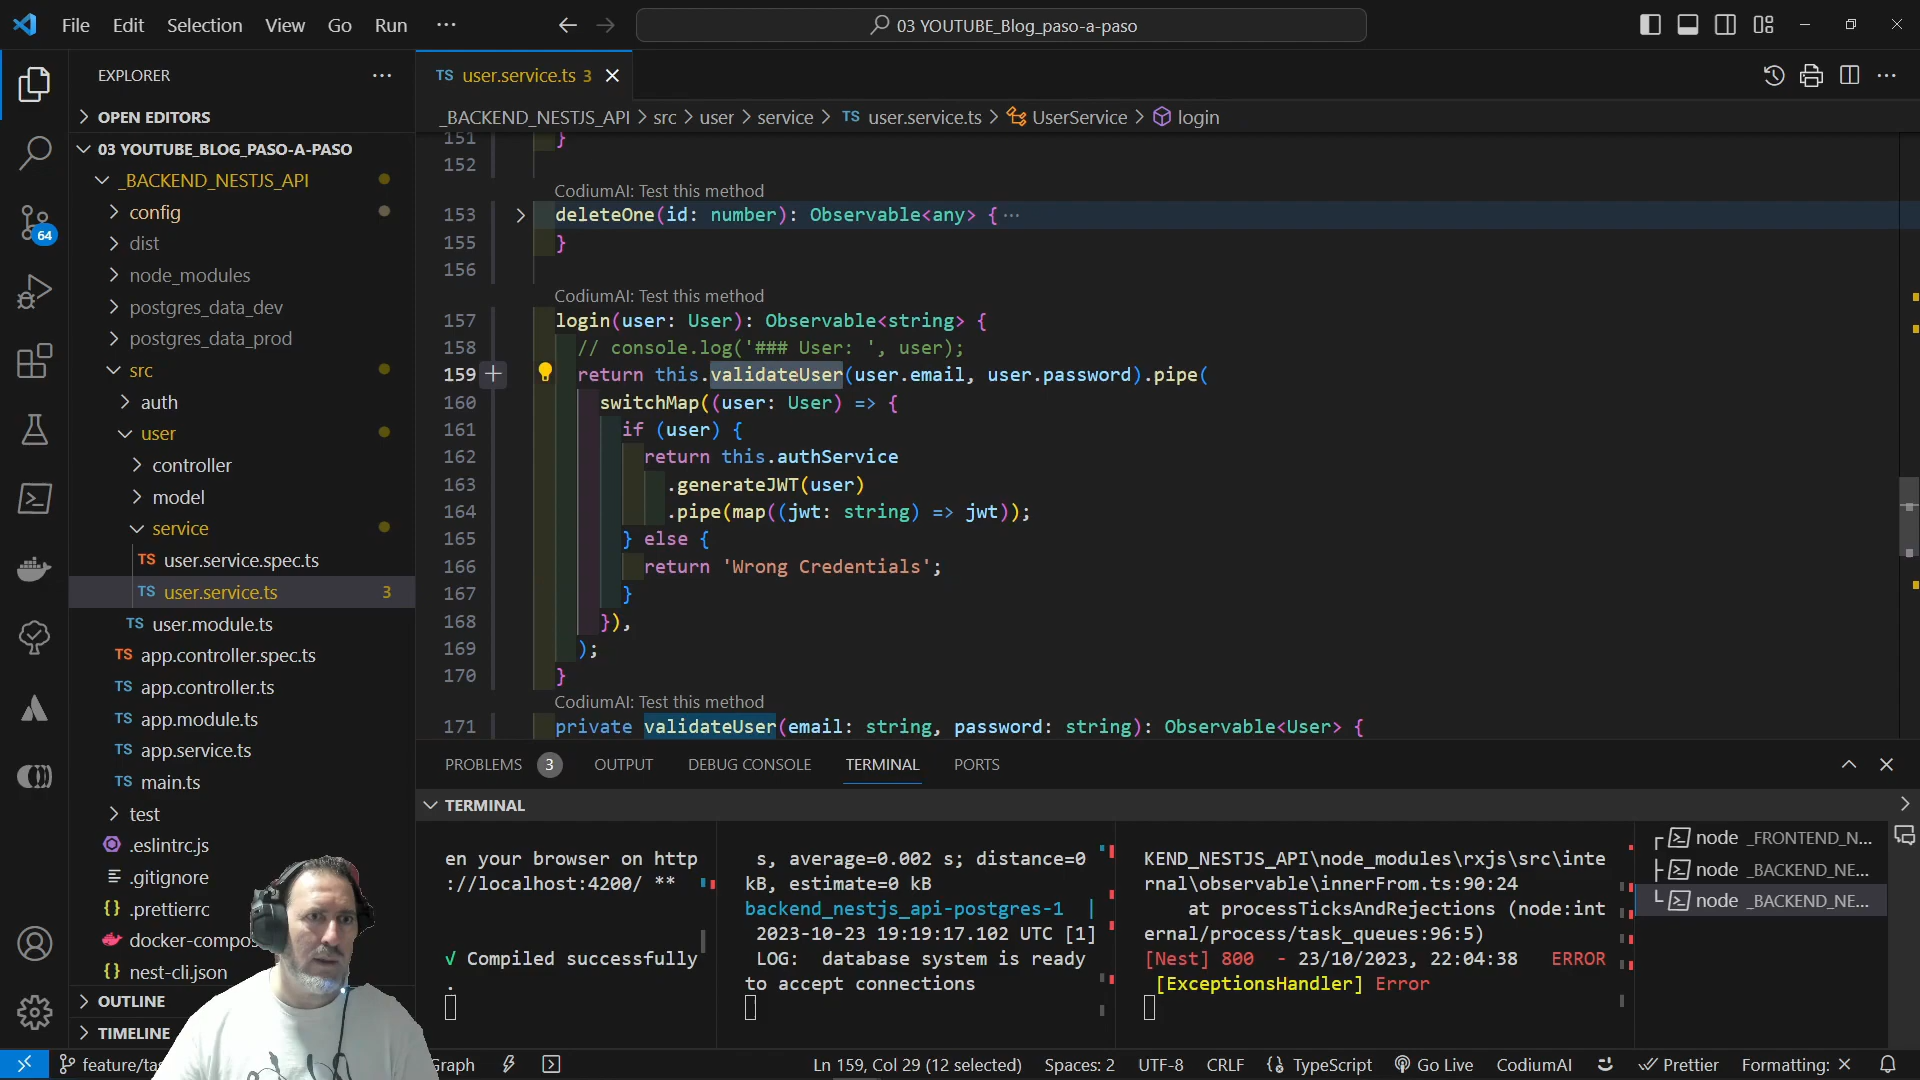 File Edit Selection View Go Run ···
03 YOUTUBE_Blog_paso-a-paso
EXPLORER
TS user.service.ts 3
OPEN EDITORS
_BACKEND_NESTJS_API > src > user > service > TS user.service.ts > UserService > login
03 YOUTUBE_BLOG_PASO-A-PASO
_BACKEND_NESTJS_API
config
dist
node_modules
postgres_data_dev
postgres_data_prod
src
auth
user
controller
model
service
TS user.service.spec.ts
TS user.service.ts 3
TS user.module.ts
TS app.controller.spec.ts
TS app.controller.ts
TS app.module.ts
TS app.service.ts
TS main.ts
test
.eslintrc.js
.gitignore
{} .prettierrc
docker-compos
{} nest-cli.json
OUTLINE
TIMELINE
64
151 }
152
CodiumAI: Test this method
153 deleteOne(id: number): Observable<any> { ···
155 }
156
CodiumAI: Test this method
157 login(user: User): Observable<string> {
158 // console.log('### User: ', user);
159 return this.validateUser(user.email, user.password).pipe(
160 switchMap((user: User) => {
161 if (user) {
162 return this.authService
163 .generateJWT(user)
164 .pipe(map((jwt: string) => jwt));
165 } else {
166 return 'Wrong Credentials';
167 }
168 }),
169 );
170 }
CodiumAI: Test this method
171 private validateUser(email: string, password: string): Observable<User> {
PROBLEMS 3 OUTPUT DEBUG CONSOLE TERMINAL PORTS
TERMINAL
en your browser on http
://localhost:4200/ **
√ Compiled successfully
.
s, average=0.002 s; distance=0
kB, estimate=0 kB
backend_nestjs_api-postgres-1 |
2023-10-23 19:19:17.102 UTC [1]
LOG: database system is ready
to accept connections
KEND_NESTJS_API\node_modules\rxjs\src\inte
rnal\observable\innerFrom.ts:90:24
at processTicksAndRejections (node:int
ernal/process/task_queues:96:5)
[Nest] 800 - 23/10/2023, 22:04:38 ERROR
[ExceptionsHandler] Error
node _FRONTEND_N...
node _BACKEND_NE...
node _BACKEND_NE...
feature/ta
Graph
Ln 159, Col 29 (12 selected) Spaces: 2 UTF-8 CRLF {} TypeScript Go Live CodiumAI Prettier Formatting: ×